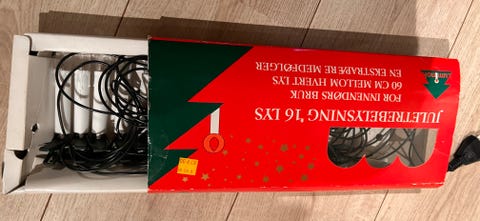 JULETREBELYSNING 16 LYS
FOR INNENDØRS BRUK
60 CM MELLOM HVERT LYS
EN EKSTRAPÆRE MEDFØLGER